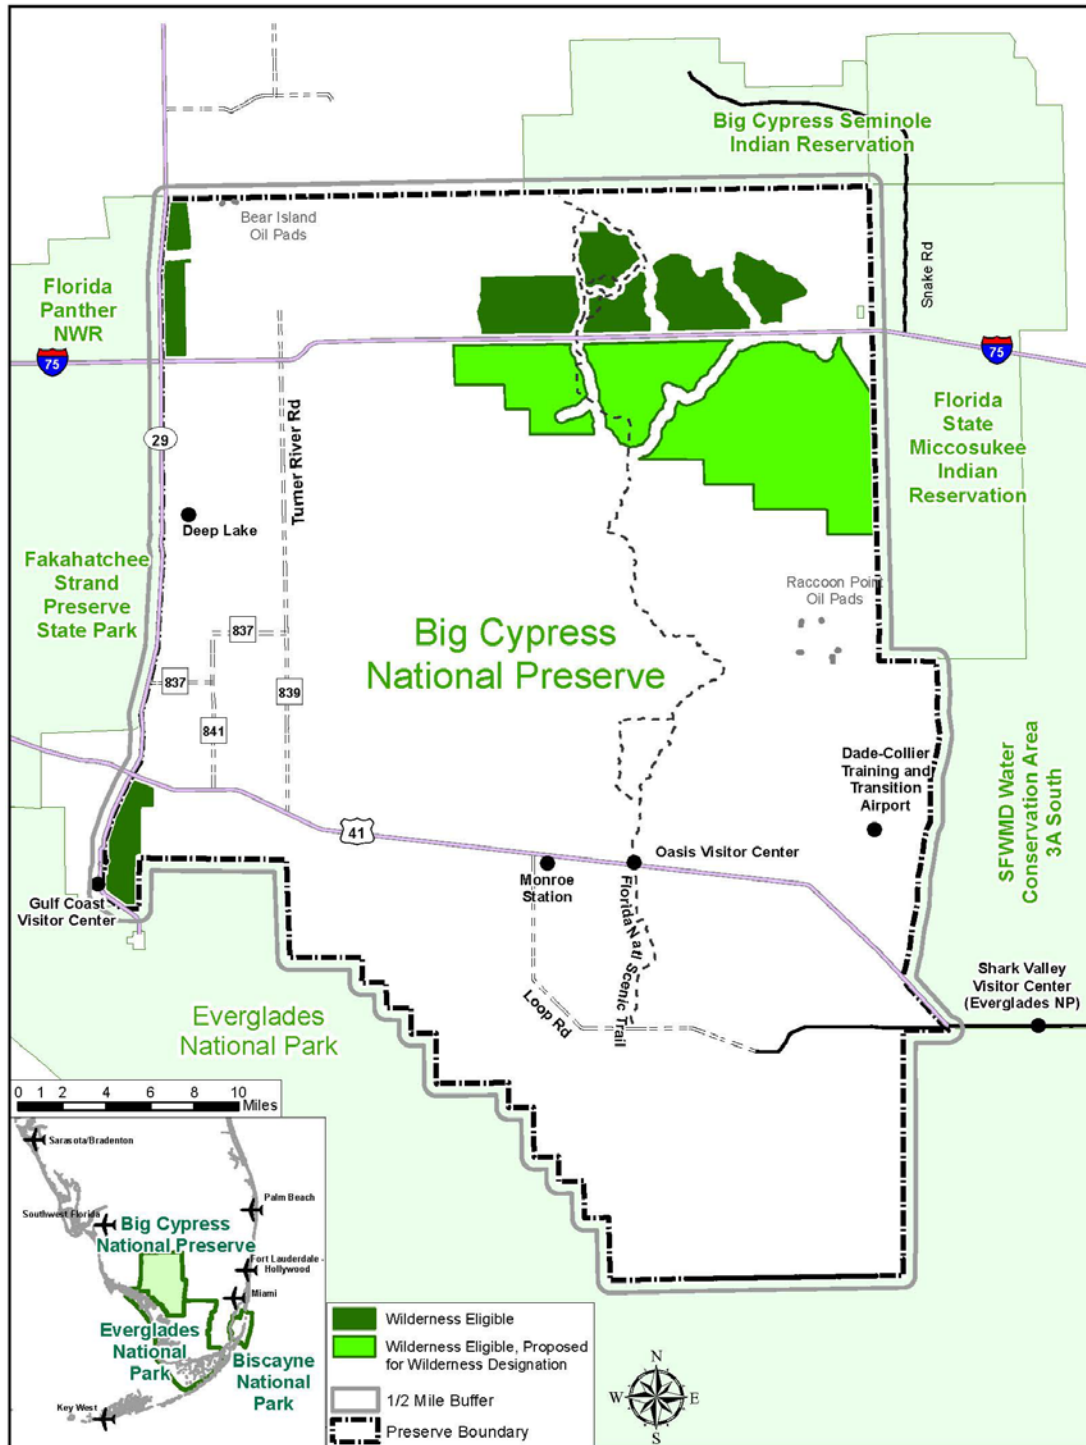 Big Cypress Seminole
Indian Reservation
Bear Island
Oil Pads
Snake Rd
Florida
Panther
NWR
75
75
Turner River Rd
29
Florida
State
Miccosukee
Indian
Reservation
Deep Lake
Fakahatchee
Strand
Preserve
State Park
Raccoon Point
Oil Pads
Big Cypress
National Preserve
837
837
839
841
Dade-Collier
Training and
Transition
Airport
SFWMD Water
Conservation Area
3A South
41
Oasis Visitor Center
Monroe
Station
Gulf Coast
Visitor Center
Florida Natl Scenic Trail
Loop Rd
Shark Valley
Visitor Center
(Everglades NP)
Everglades
National Park
0 1 2 4 6 8 10
Miles
Sarasota/Bradenton
Palm Beach
Southwest Florida
Big Cypress
National Preserve
Fort Lauderdale -
Hollywood
Miami
Everglades
National
Park
Biscayne
National
Park
Key West
Wilderness Eligible
Wilderness Eligible, Proposed
for Wilderness Designation
1/2 Mile Buffer
Preserve Boundary
N
W
E
S